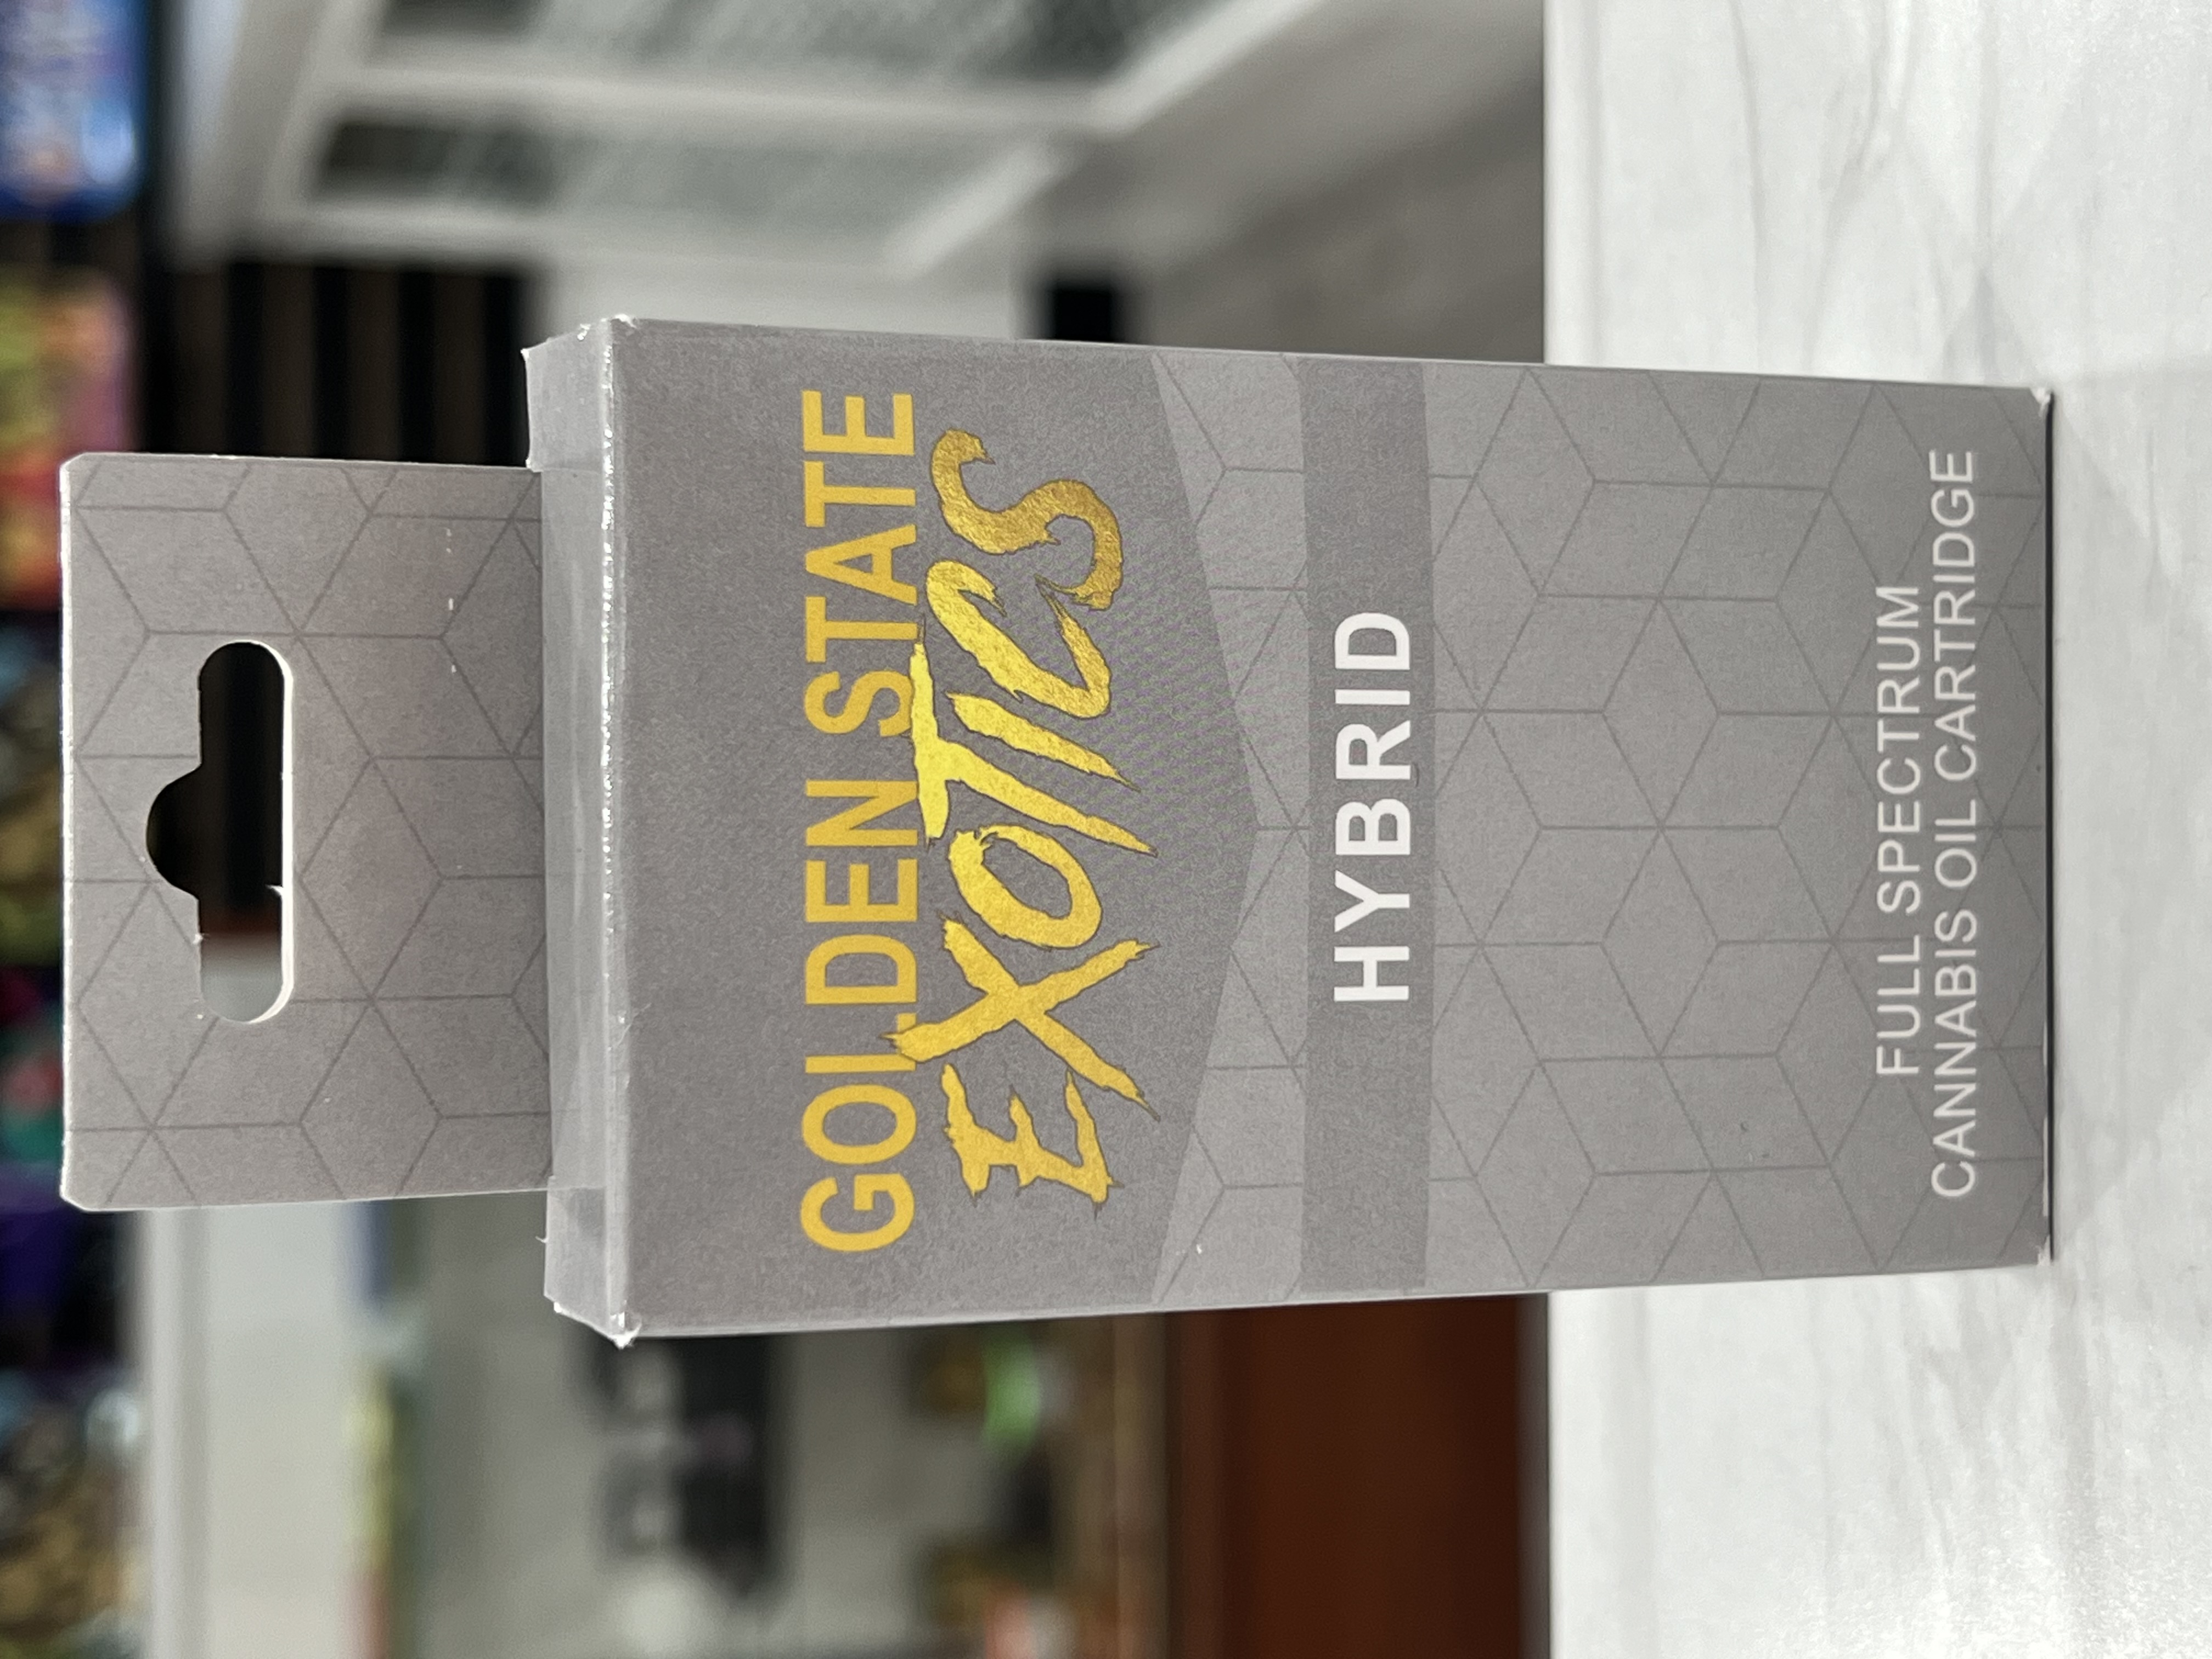 GOLDEN STATE
EXOTICS
HYBRID
FULL SPECTRUM
CANNABIS OIL CARTRIDGE